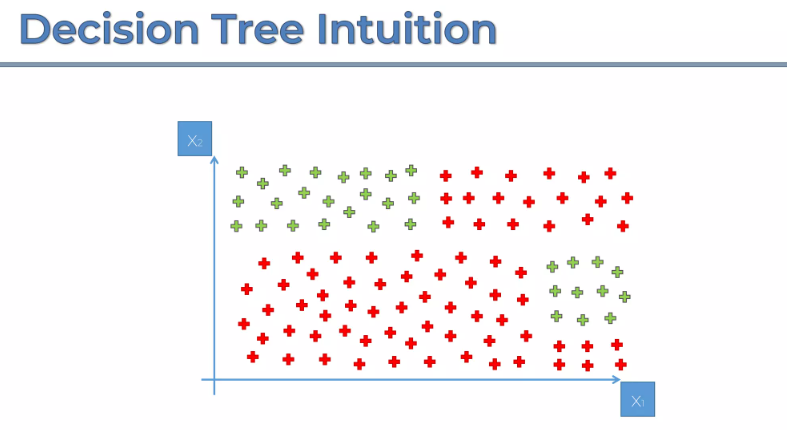 Decision Tree Intuition
X₂
X₁